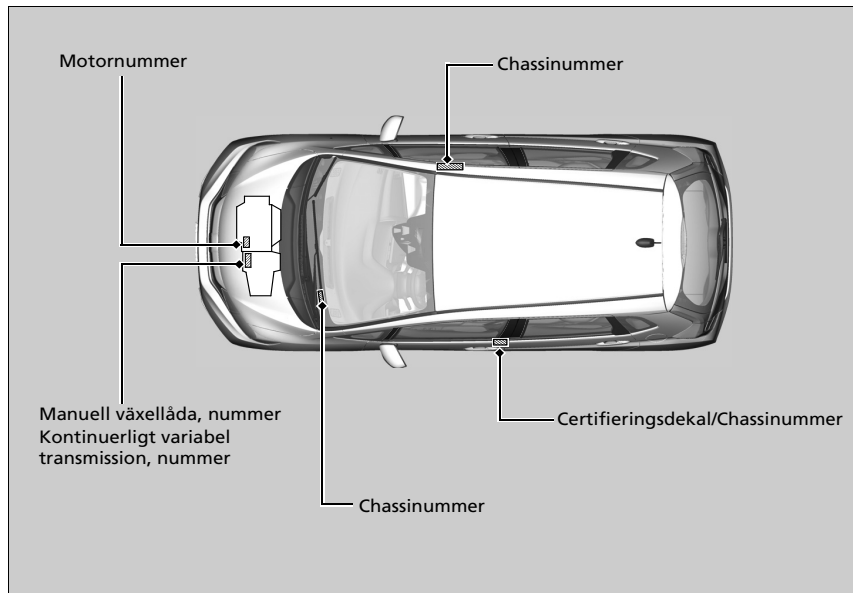 Motornummer
Chassinummer
Manuell växellåda, nummer
Kontinuerligt variabel
transmission, nummer
Certifieringsdekal/Chassinummer
Chassinummer